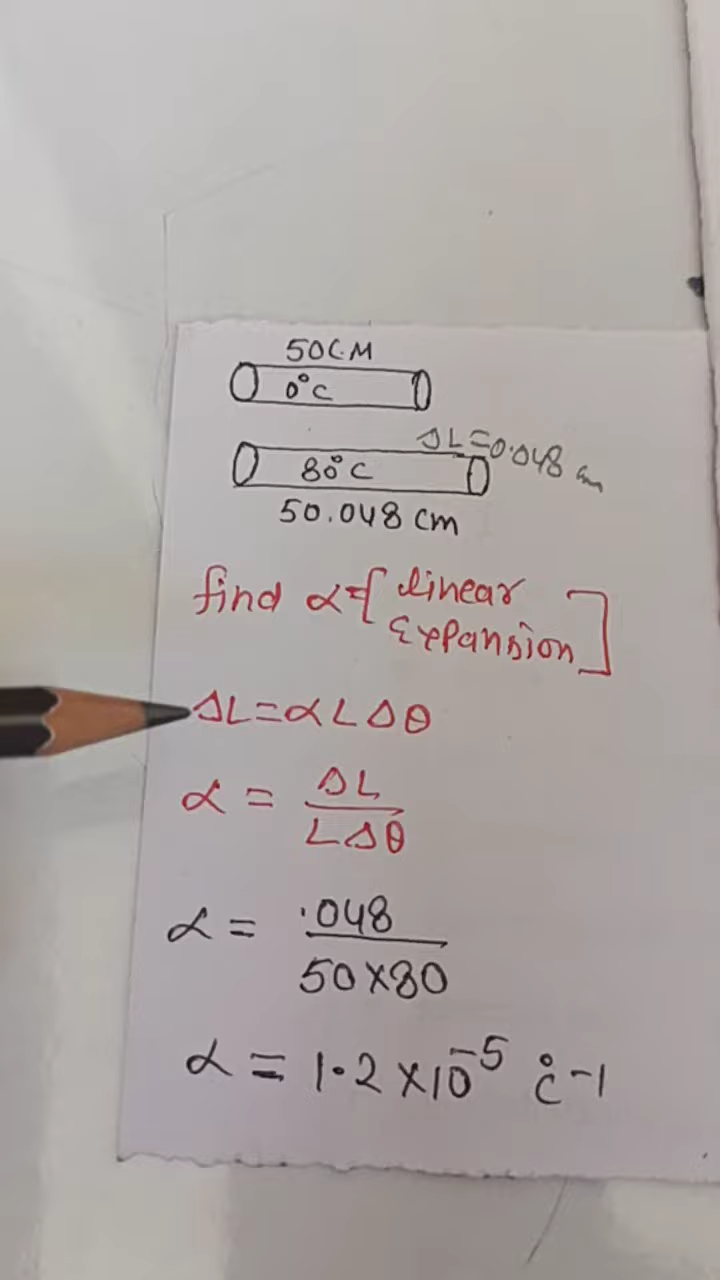 50C.M
0°C
ΔL=0.048 cm
80°C
50.048 cm
find α=[linear
expansion]
ΔL=αLΔθ
α = ΔL
LΔθ
α = .048
50×80
α = 1.2×10⁻⁵ °c⁻¹